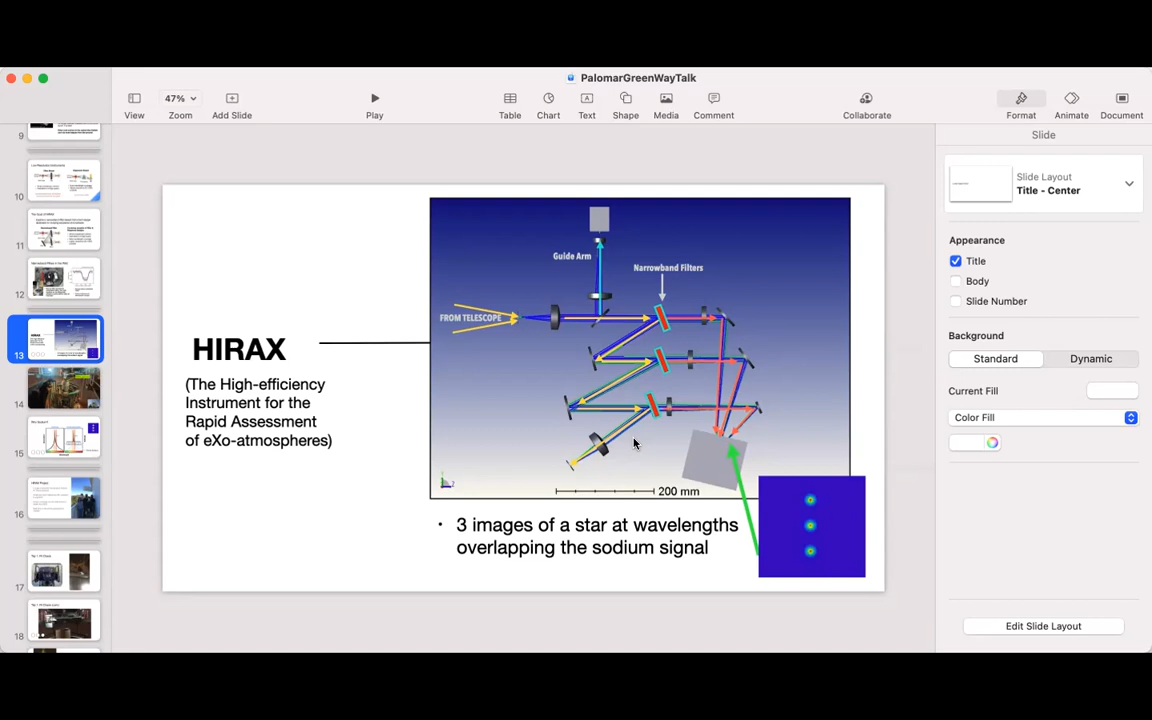 PalomarGreenWayTalk
47%
View
Zoom
Add Slide
Play
Table
Chart
Text
Shape
Media
Comment
Collaborate
Format
Animate
Document
Slide
9
10
11
12
13
14
15
16
17
18
HIRAX
(The High-efficiency
Instrument for the
Rapid Assessment
of eXo-atmospheres)
Guide Arm
Narrowband Filters
FROM TELESCOPE
200 mm
· 3 images of a star at wavelengths
overlapping the sodium signal
Slide Layout
Title - Center
Appearance
Title
Body
Slide Number
Background
Standard
Dynamic
Current Fill
Color Fill
Edit Slide Layout